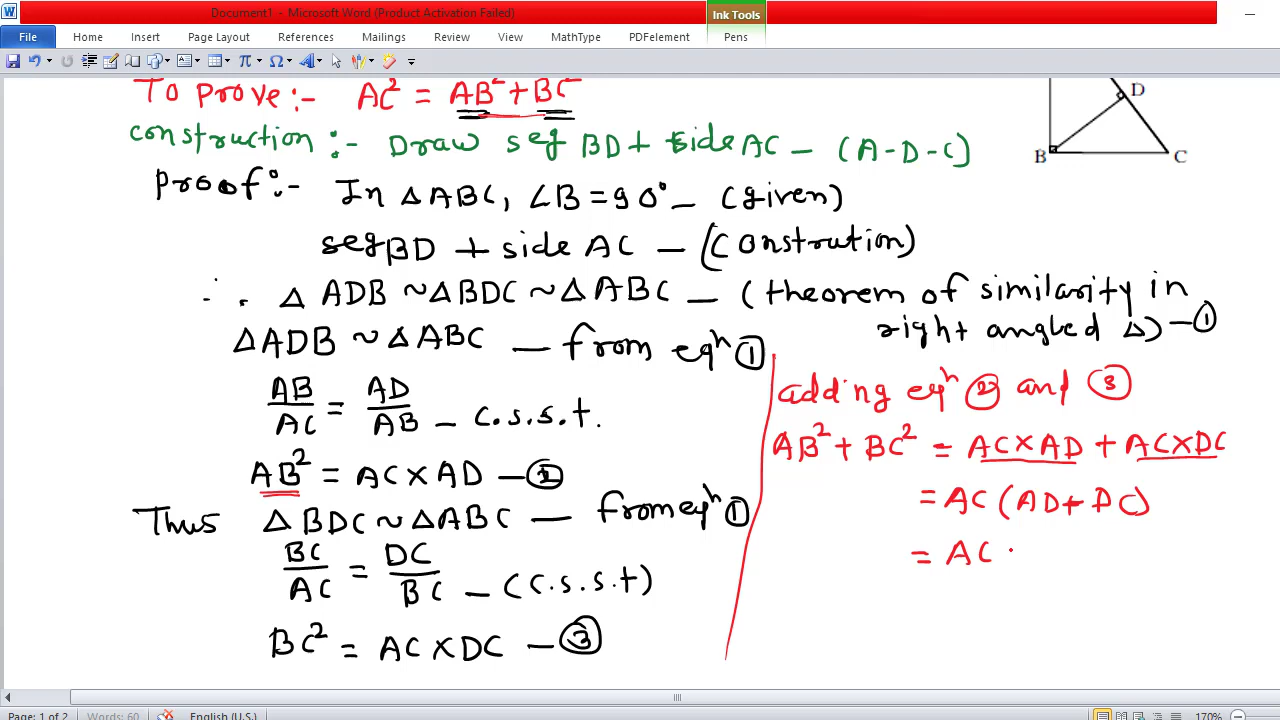 Document1 - Microsoft Word (Product Activation Failed)
Ink Tools
File Home Insert Page Layout References Mailings Review View MathType PDFelement Pens
To prove:- AC² = AB² + BC²
construction:- Draw seg BD ⊥ side AC - (A-D-C)
Proof:- In △ABC, ∠B = 90° - (given)
seg BD ⊥ side AC - (constrution)
∴ △ADB ~ △BDC ~ △ABC - (theorem of similarity in
right angled △) - ①
△ADB ~ △ABC - from eqⁿ ①
AB/AC = AD/AB - c.s.s.t.
AB² = AC × AD - ②
Thus △BDC ~ △ABC - from eqⁿ ①
BC/AC = DC/BC - (c.s.s.t)
BC² = AC × DC - ③
adding eqⁿ ② and ③
AB² + BC² = AC×AD + AC×DC
= AC (AD + DC)
= AC .
D
B
C
Page: 1 of 2 Words: 60 English (U.S.) 170%